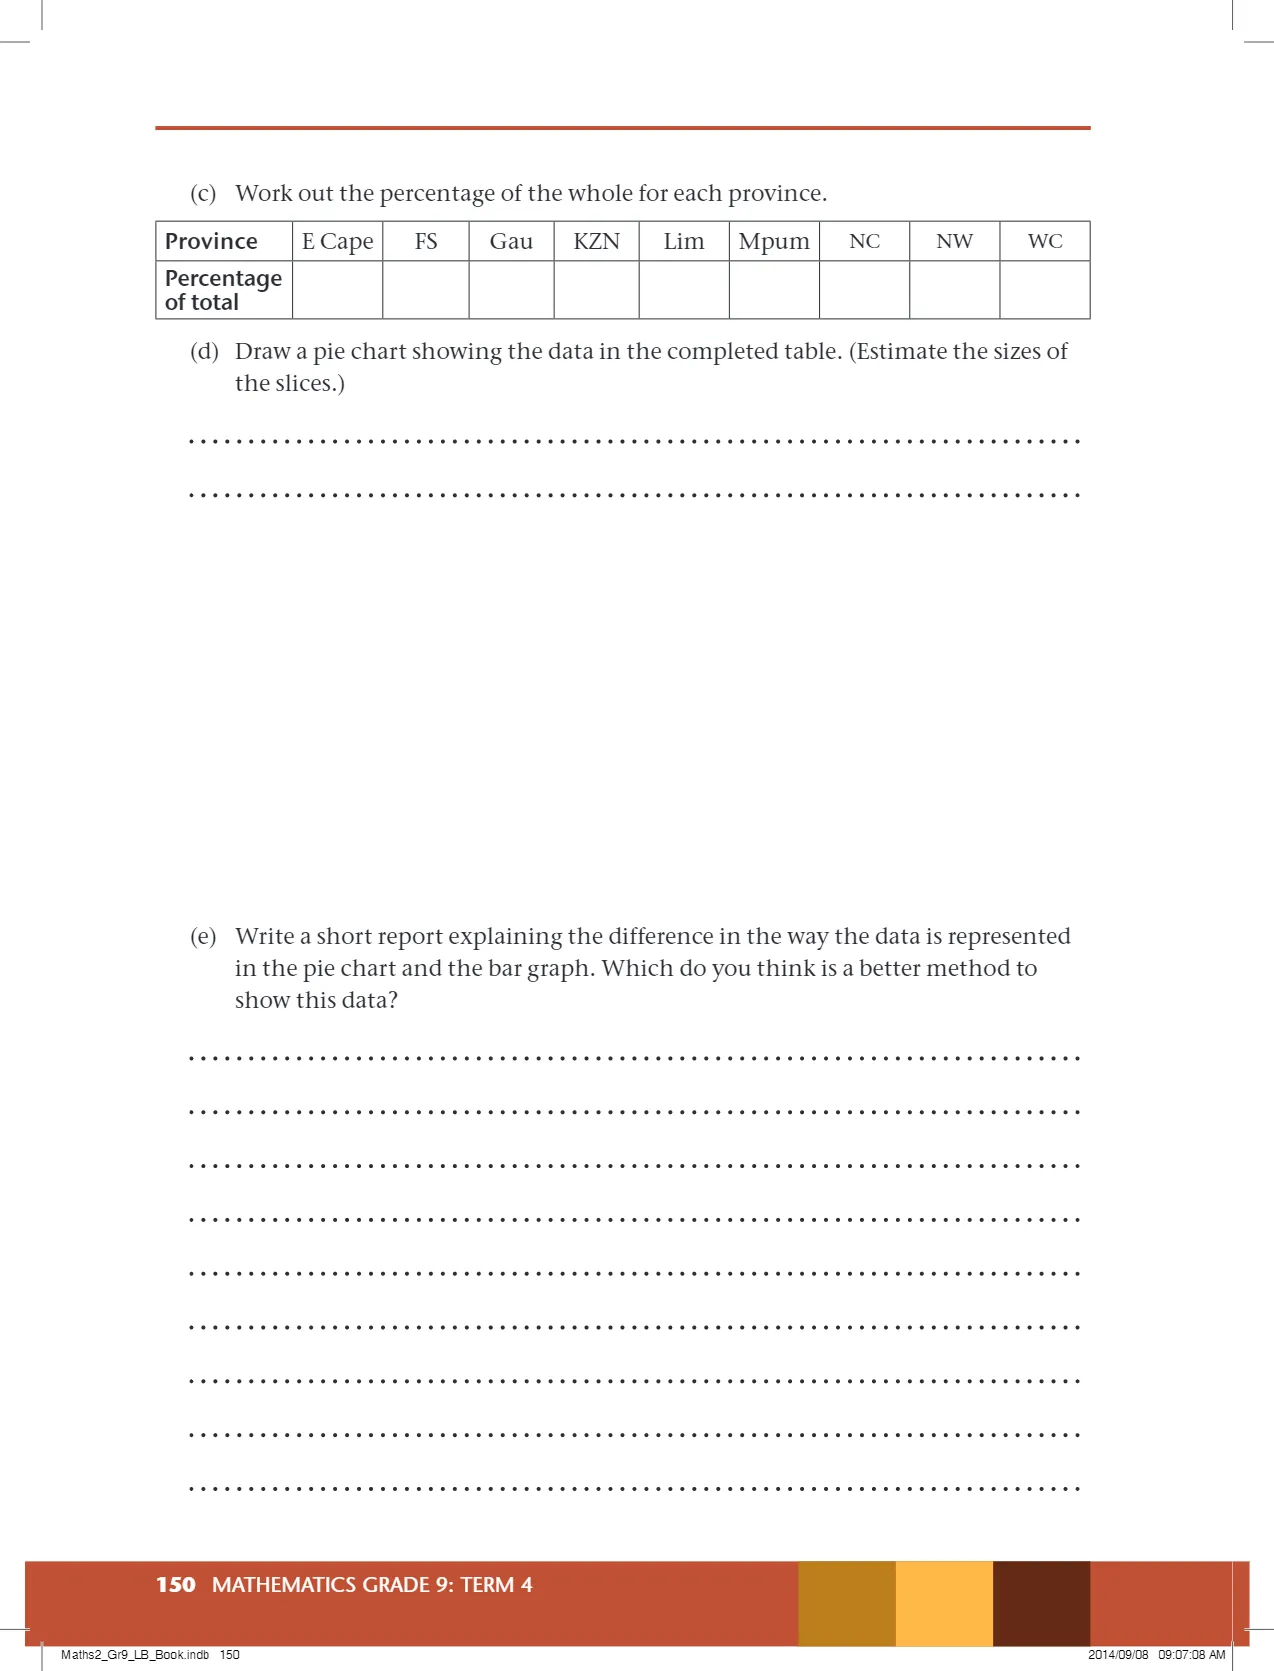 (c) Work out the percentage of the whole for each province.
Province E Cape FS Gau KZN Lim Mpum NC NW WC
Percentage
of total
(d) Draw a pie chart showing the data in the completed table. (Estimate the sizes of
the slices.)
(e) Write a short report explaining the difference in the way the data is represented
in the pie chart and the bar graph. Which do you think is a better method to
show this data?
150 MATHEMATICS GRADE 9: TERM 4
Maths2_Gr9_LB_Book.indb 150 2014/09/08 09:07:08 AM